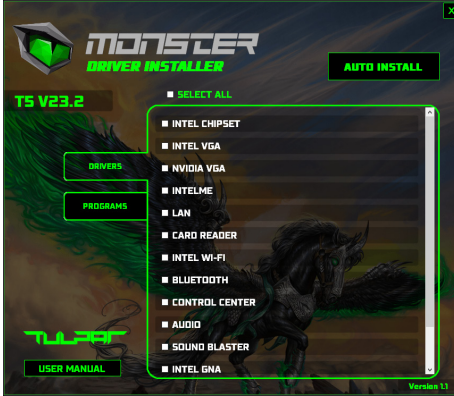 X
MONSTER
DRIVER INSTALLER
AUTO INSTALL
T5 V23.2
SELECT ALL
DRIVERS
PROGRAMS
INTEL CHIPSET
INTEL VGA
NVIDIA VGA
INTELME
LAN
CARD READER
INTEL WI-FI
BLUETOOTH
CONTROL CENTER
AUDIO
SOUND BLASTER
INTEL GNA
TULPAR
USER MANUAL
Version 1.1